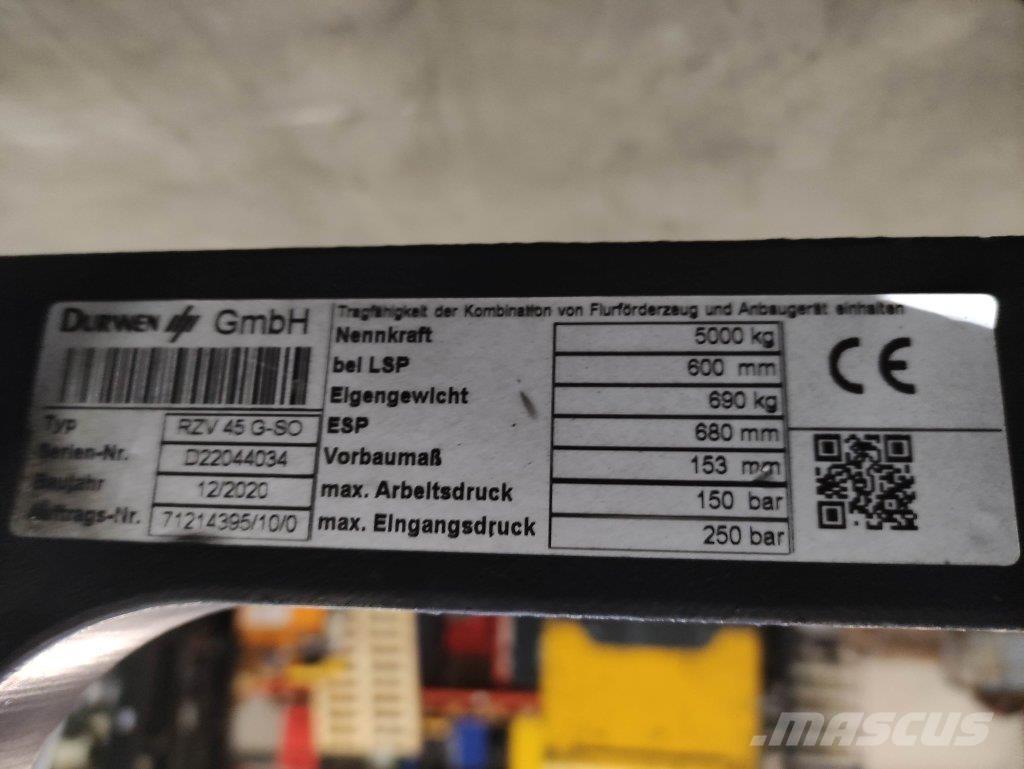 DURWEN GmbH
Typ RZV 45 G-SO
Serien-Nr. D22044034
Baujahr 12/2020
Auftrags-Nr. 71214395/10/0
Tragfähigkeit der Kombination von Flurförderzeug und Anbaugerät einhalten
Nennkraft 5000 kg
bei LSP 600 mm
Eigengewicht 690 kg
ESP 680 mm
Vorbaumaß 153 mm
max. Arbeitsdruck 150 bar
max. Eingangsdruck 250 bar
CE
MASCUS